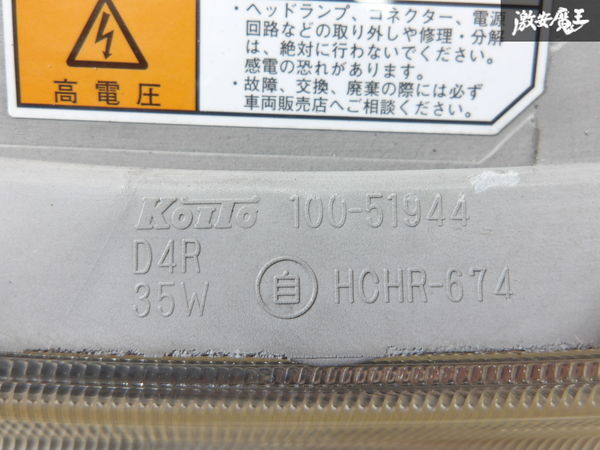 ・ヘッドランプ、コネクター、電源
回路などの取り外しや修理・分解
は、絶対に行わないでください。
感電の恐れがあります。
・故障、交換、廃棄の際には必ず
車両販売店へご相談ください。
高電圧
激安魔王
KOITO 100-51944
D4R
35W 自 HCHR-674